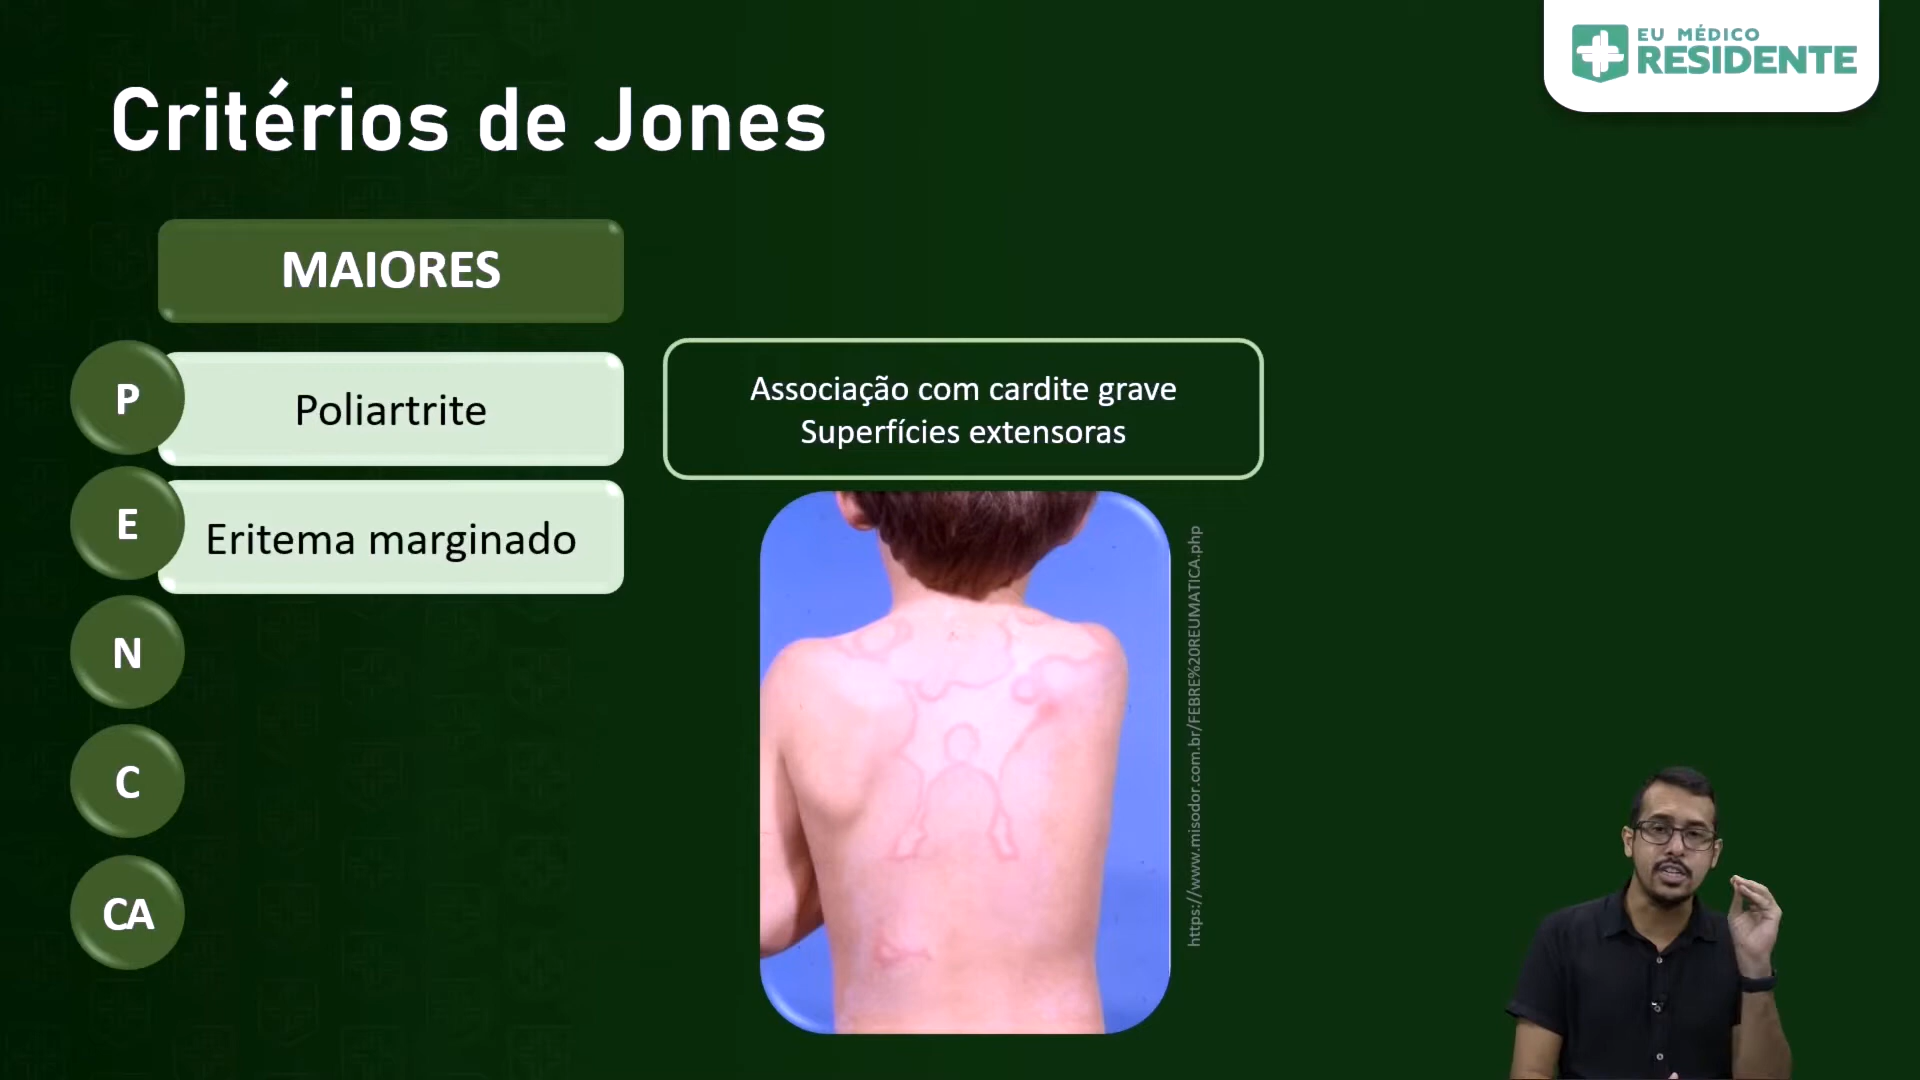 EU MÉDICO
RESIDENTE
Critérios de Jones
MAIORES
P
Poliartrite
E
Eritema marginado
N
C
CA
Associação com cardite grave
Superfícies extensoras
https://www.misodor.com.br/FEBRE%20REUMATICA.php